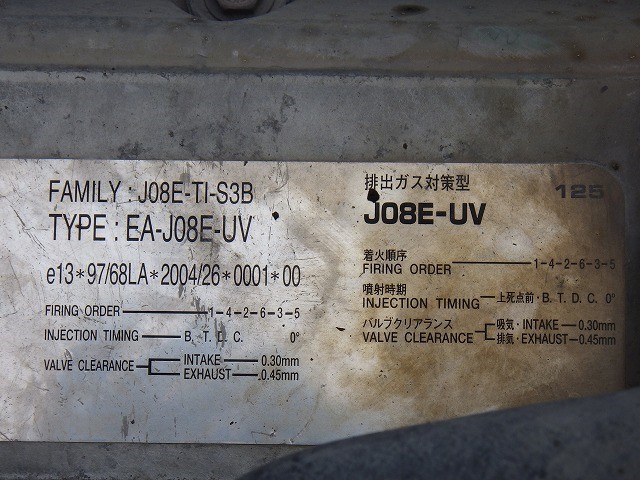 FAMILY : J08E-TI-S3B
TYPE : EA-J08E-UV
e13*97/68LA*2004/26*0001*00
FIRING ORDER 1-4-2-6-3-5
INJECTION TIMING B. T. D. C. 0°
VALVE CLEARANCE INTAKE 0.30mm
EXHAUST 0.45mm
排出ガス対策型 125
J08E-UV
着火順序
FIRING ORDER 1-4-2-6-3-5
噴射時期
INJECTION TIMING 上死点前・B. T. D. C. 0°
バルブクリアランス 吸気・INTAKE 0.30mm
VALVE CLEARANCE 排気・EXHAUST 0.45mm